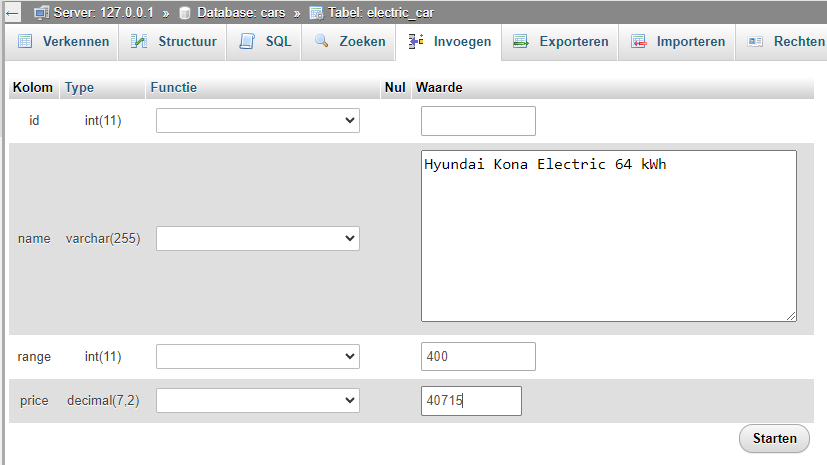 Server: 127.0.0.1 » Database: cars » Tabel: electric_car
Verkennen Structuur SQL Zoeken Invoegen Exporteren Importeren Rechten
Kolom Type Functie Nul Waarde
id int(11)
name varchar(255) Hyundai Kona Electric 64 kWh
range int(11) 400
price decimal(7,2) 40715
Starten